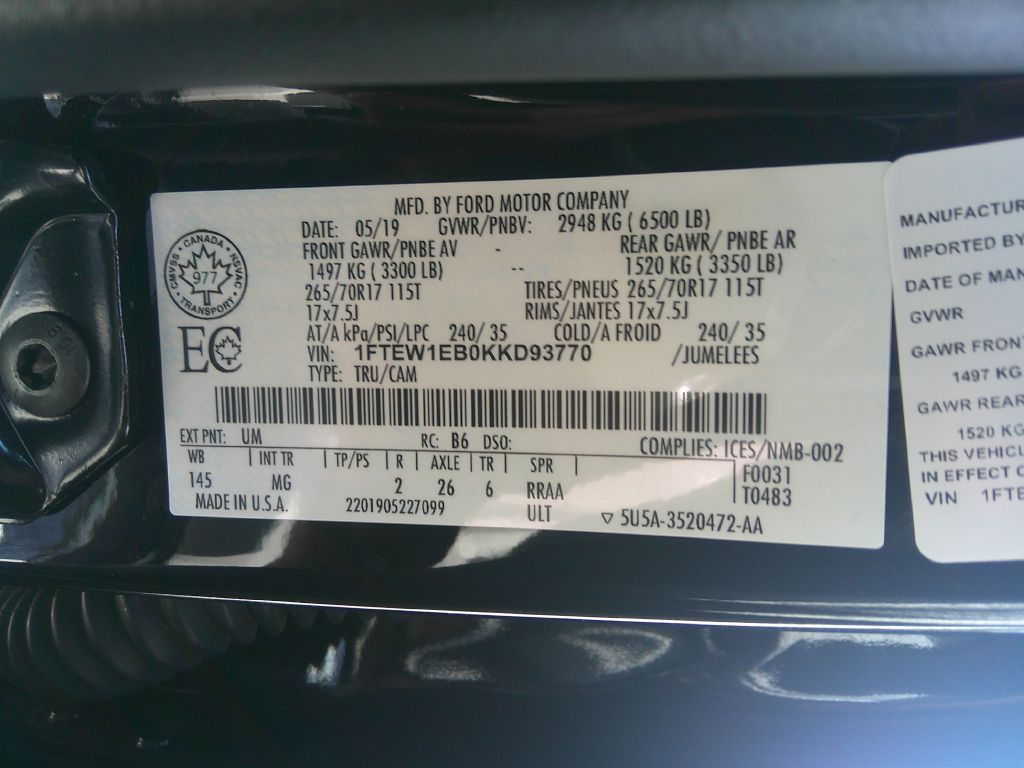 MFD. BY FORD MOTOR COMPANY
DATE: 05/19 GVWR/PNBV: 2948 KG ( 6500 LB)
FRONT GAWR/PNBE AV - REAR GAWR/ PNBE AR
1497 KG ( 3300 LB) -- 1520 KG ( 3350 LB)
265/70R17 115T TIRES/PNEUS 265/70R17 115T
17x7.5J RIMS/JANTES 17x7.5J
AT/A kPa/PSI/LPC 240/ 35 COLD/A FROID 240/ 35
VIN: 1FTEW1EB0KKD93770 /JUMELEES
TYPE: TRU/CAM
CANADA
CMVSS • NSVAC
977
TRANSPORT
EC
EXT PNT: UM RC: B6 DSO: COMPLIES: ICES/NMB-002
WB INT TR TP/PS R AXLE TR SPR F0031
145 MG 2 26 6 RRAA T0483
MADE IN U.S.A. 2201905227099 ULT ▽ 5U5A-3520472-AA
MANUFACTUR
IMPORTED BY
DATE OF MAN
GVWR
GAWR FRONT
1497 KG
GAWR REAR
1520 KG
THIS VEHICL
IN EFFECT O
VIN 1FTE
10.9